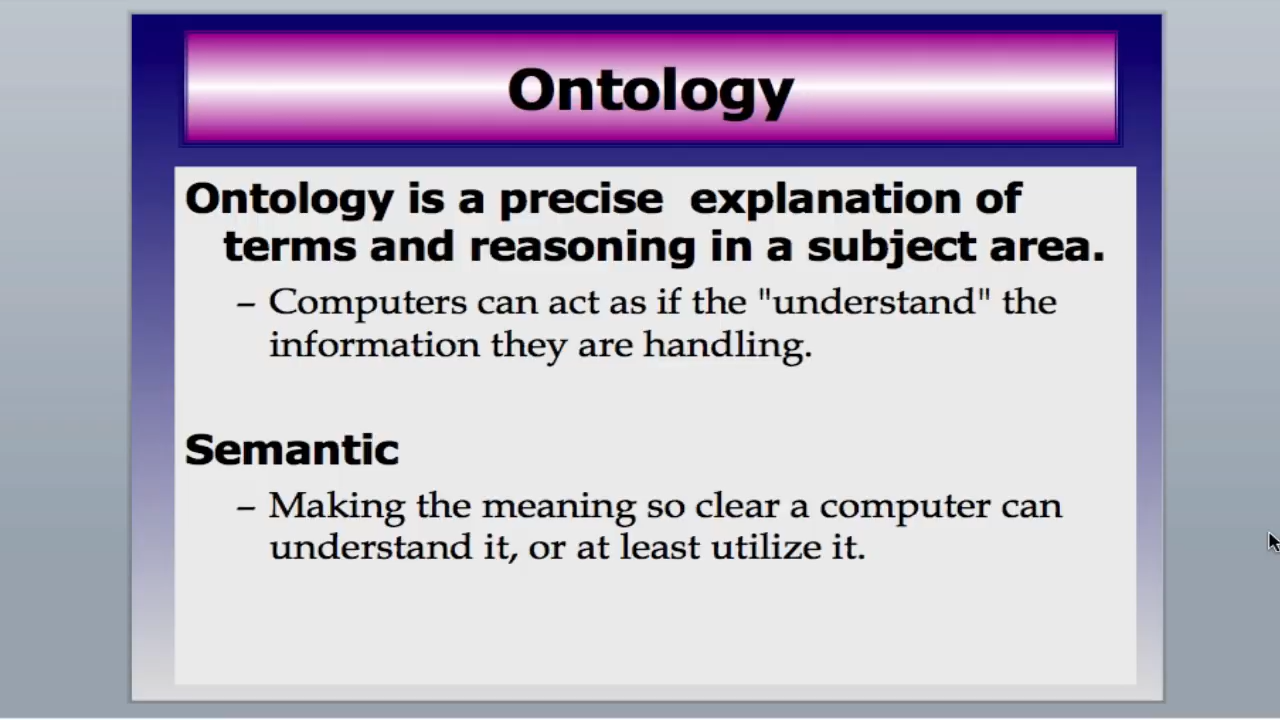 Ontology
Ontology is a precise explanation of
terms and reasoning in a subject area.
– Computers can act as if the "understand" the
information they are handling.
Semantic
– Making the meaning so clear a computer can
understand it, or at least utilize it.